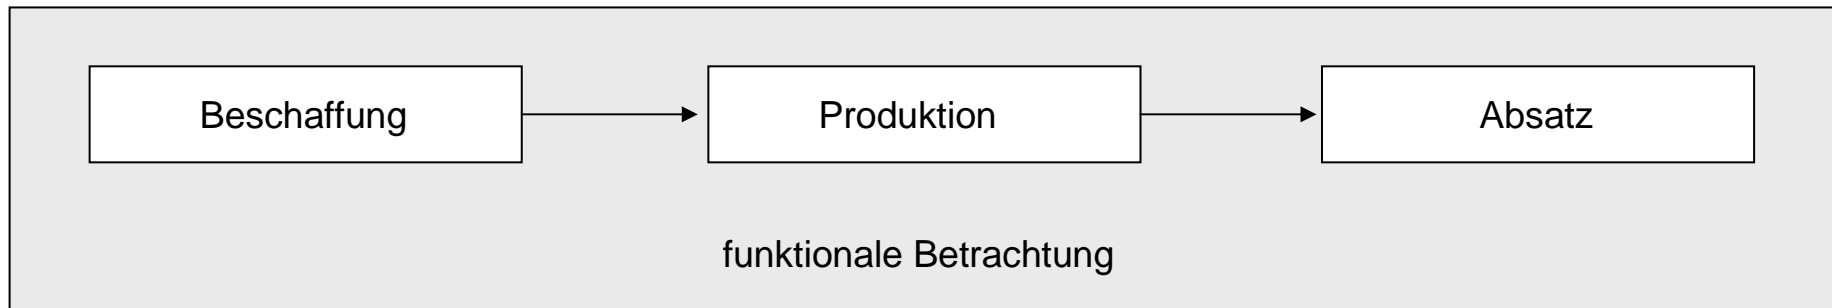 Beschaffung
Produktion
Absatz
funktionale Betrachtung